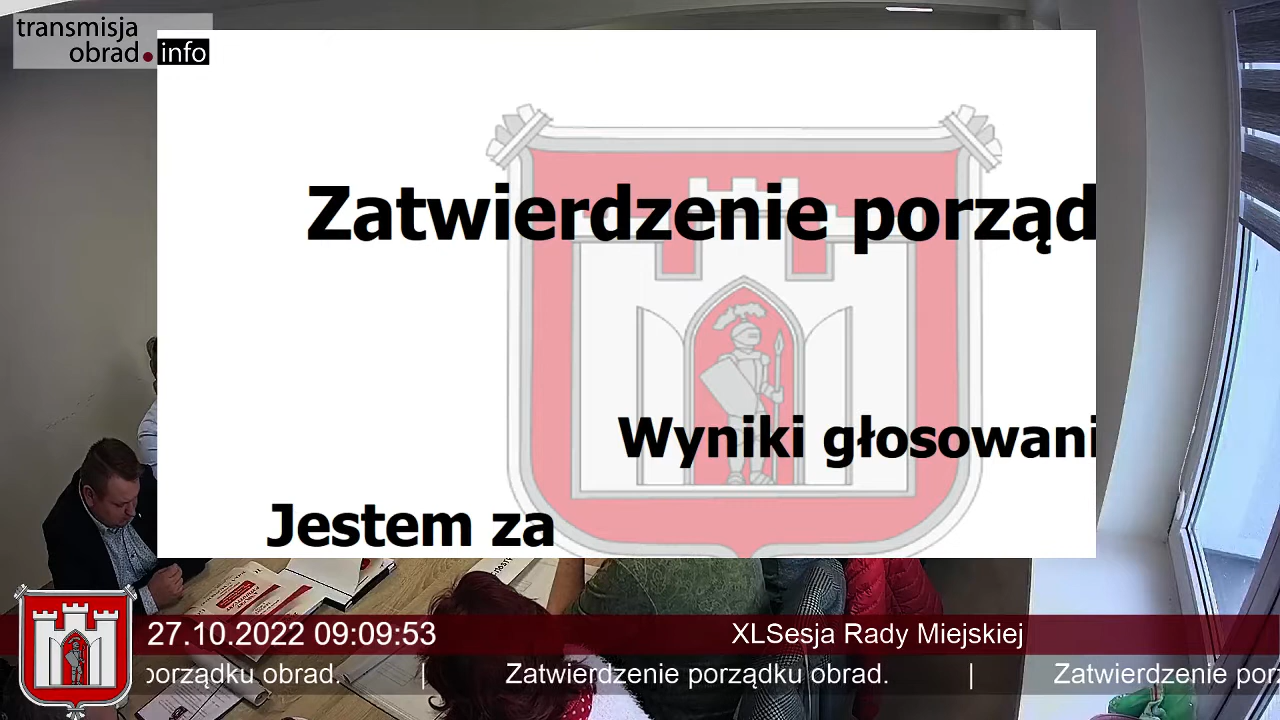 transmisja
obrad.info
Zatwierdzenie porząd
Wyniki głosowani
Jestem za
27.10.2022 09:09:53
XLSesja Rady Miejskiej
porządku obrad. | Zatwierdzenie porządku obrad. | Zatwierdzenie porz